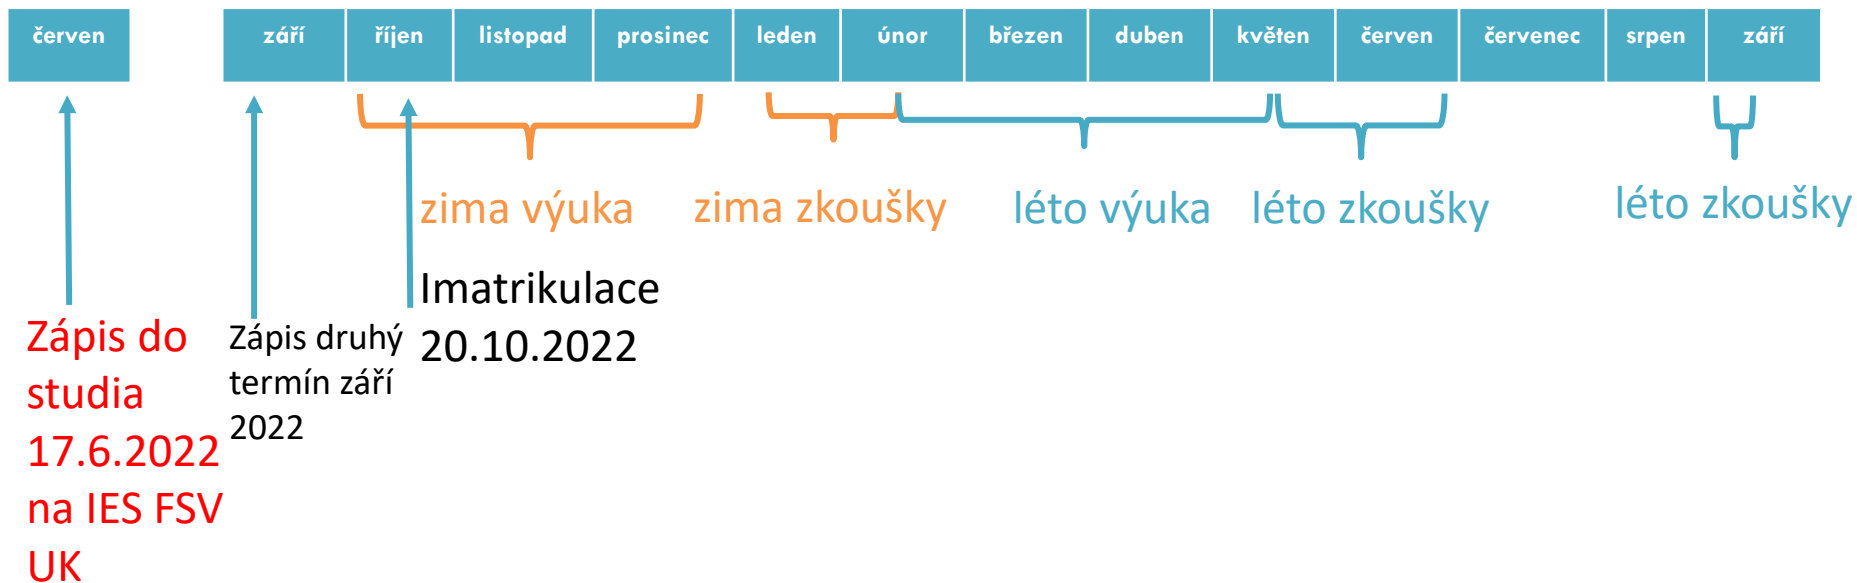 červen září říjen listopad prosinec leden únor březen duben květen červen červenec srpen září
zima výuka zima zkoušky léto výuka léto zkoušky léto zkoušky
Imatrikulace
20.10.2022
Zápis do
studia
17.6.2022
na IES FSV
UK
Zápis druhý
termín září
2022